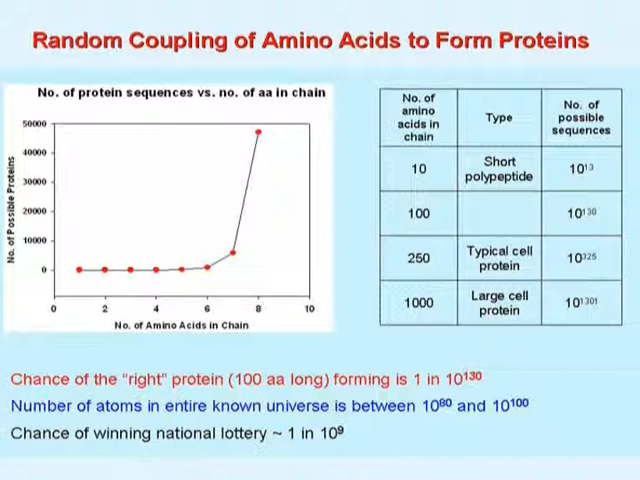 Random Coupling of Amino Acids to Form Proteins
No. of protein sequences vs. no. of aa in chain
No. of Possible Proteins
50000
40000
30000
20000
10000
0
0 2 4 6 8 10
No. of Amino Acids in Chain
No. of amino acids in chain | Type | No. of possible sequences
10 | Short polypeptide | 10¹³
100 | 10¹³⁰
250 | Typical cell protein | 10³²⁵
1000 | Large cell protein | 10¹³⁰¹
Chance of the “right” protein (100 aa long) forming is 1 in 10¹³⁰
Number of atoms in entire known universe is between 10⁸⁰ and 10¹⁰⁰
Chance of winning national lottery ~ 1 in 10⁹